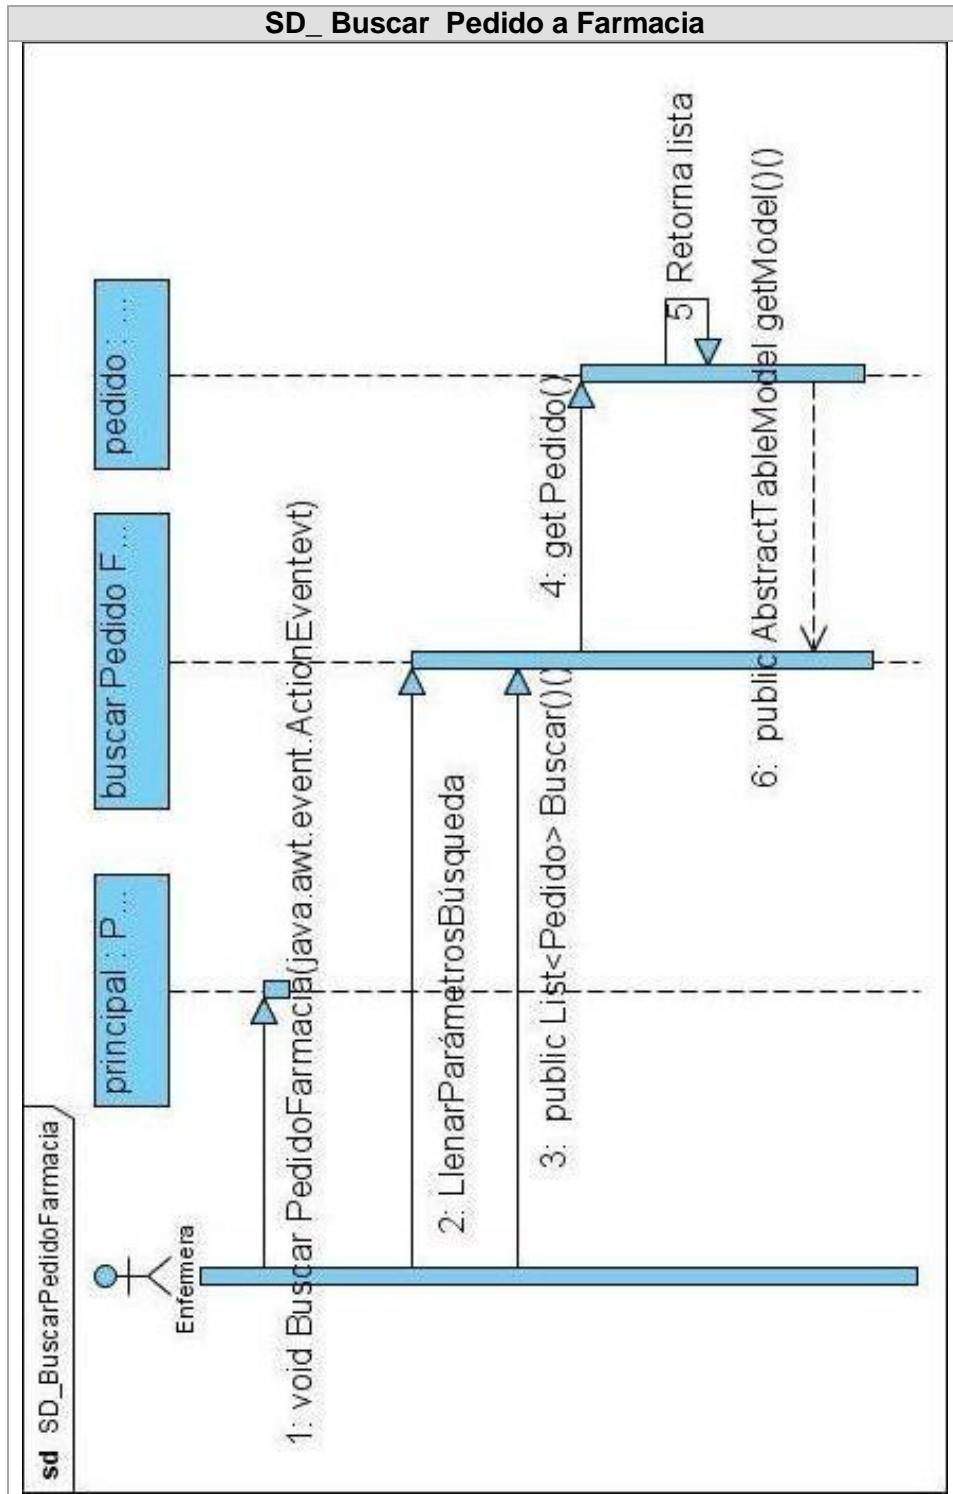 SD_ Buscar Pedido a Farmacia
sd SD_BuscarPedidoFarmacia
Enfermera
principal : P...
buscar Pedido F...
pedido : ...
1: void Buscar PedidoFarmacia(java.awt.event.ActionEventevt)
2: LlenarParámetrosBúsqueda
3: public List<Pedido> Buscar()()
4: get Pedido()
5 Retorna lista
6: public AbstractTableModel getModel()()